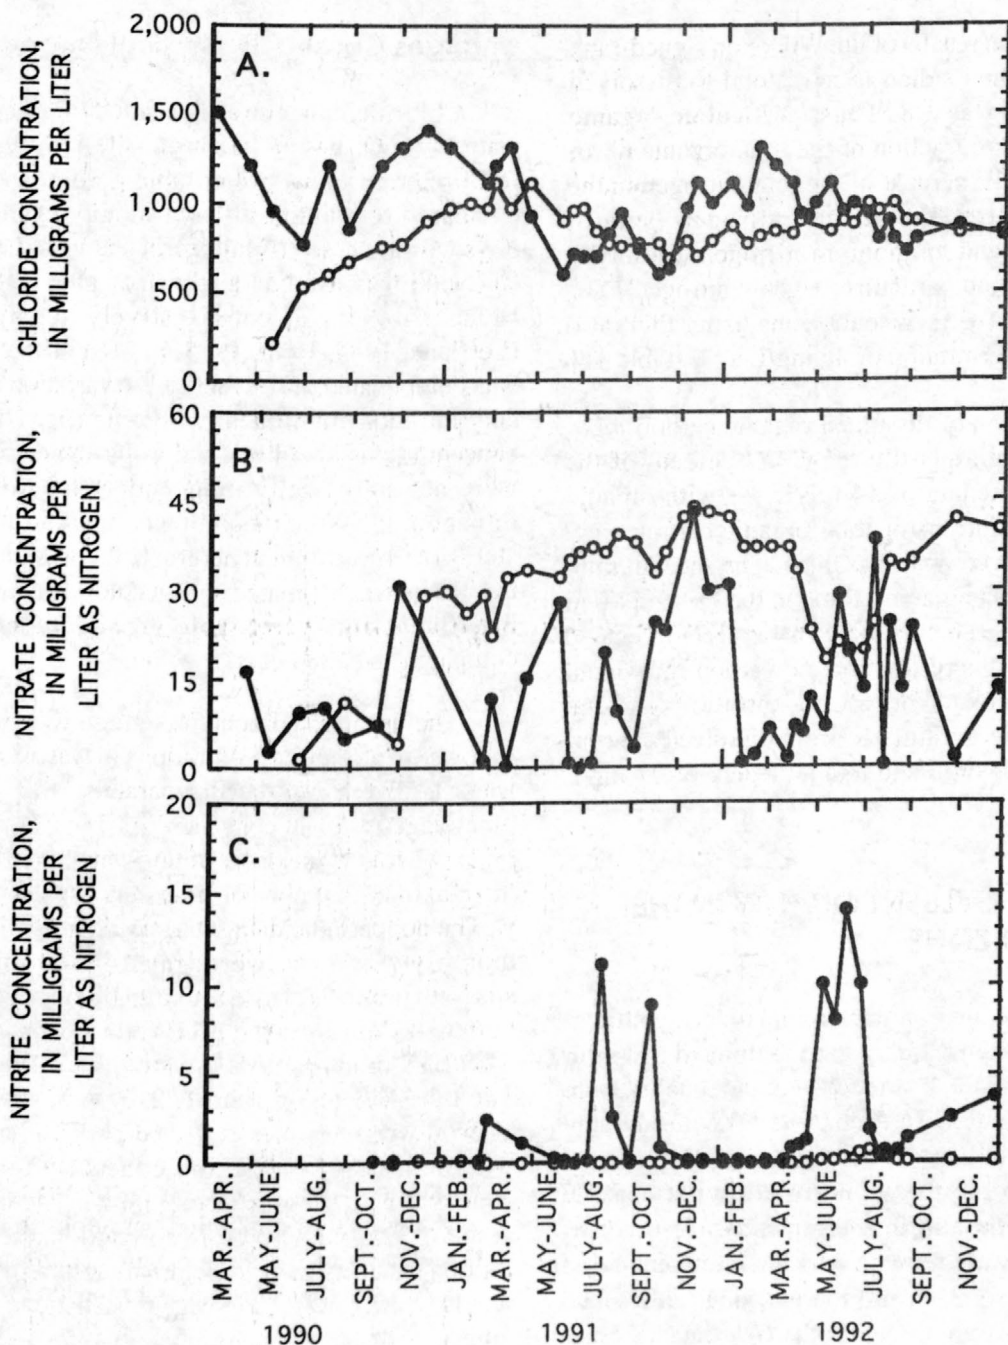 CHLORIDE CONCENTRATION,
IN MILLIGRAMS PER LITER
2,000
1,500
1,000
500
0
A.
NITRATE CONCENTRATION,
IN MILLIGRAMS PER
LITER AS NITROGEN
60
45
30
15
0
B.
NITRITE CONCENTRATION,
IN MILLIGRAMS PER
LITER AS NITROGEN
20
15
10
5
0
C.
MAR.-APR.
MAY-JUNE
JULY-AUG.
SEPT.-OCT.
NOV.-DEC.
JAN.-FEB.
MAR.-APR.
MAY-JUNE
JULY-AUG.
SEPT.-OCT.
NOV.-DEC.
JAN.-FEB.
MAR.-APR.
MAY-JUNE
JULY-AUG.
SEPT.-OCT.
NOV.-DEC.
1990
1991
1992